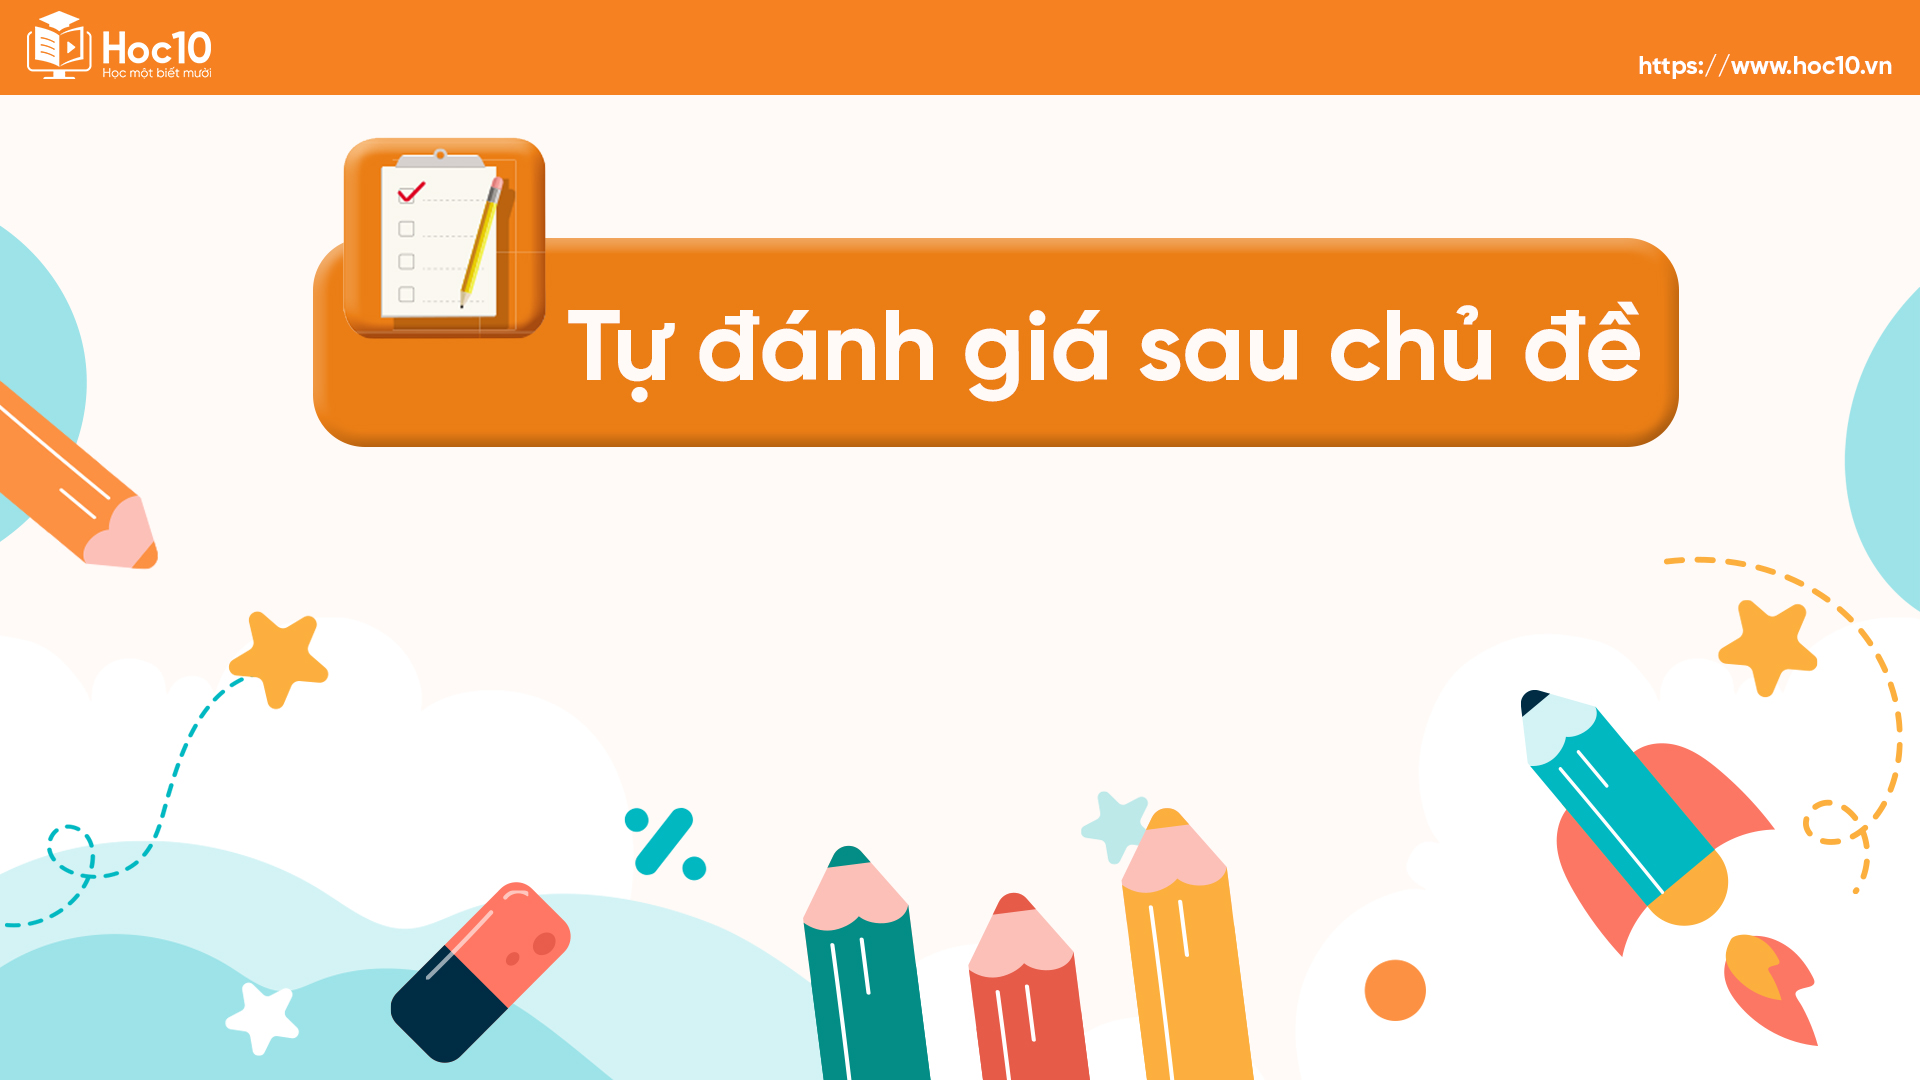 Hoc10
Học một biết mười
https://www.hoc10.vn
Tự đánh giá sau chủ đề